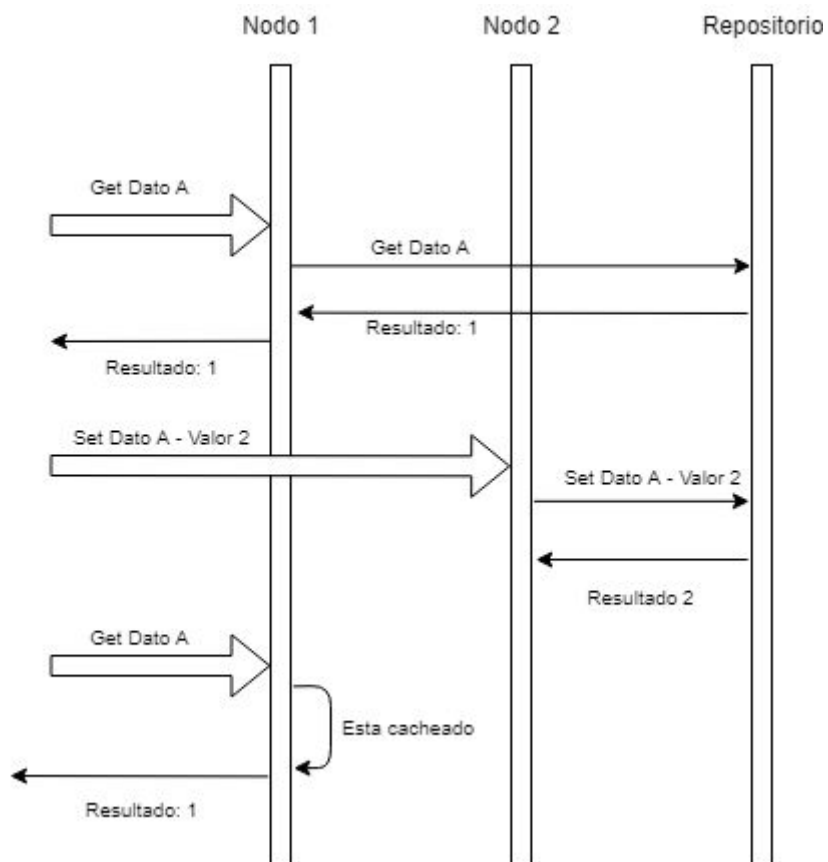 Nodo 1
Nodo 2
Repositorio
Get Dato A
Get Dato A
Resultado: 1
Resultado: 1
Set Dato A - Valor 2
Set Dato A - Valor 2
Resultado 2
Get Dato A
Esta cacheado
Resultado: 1